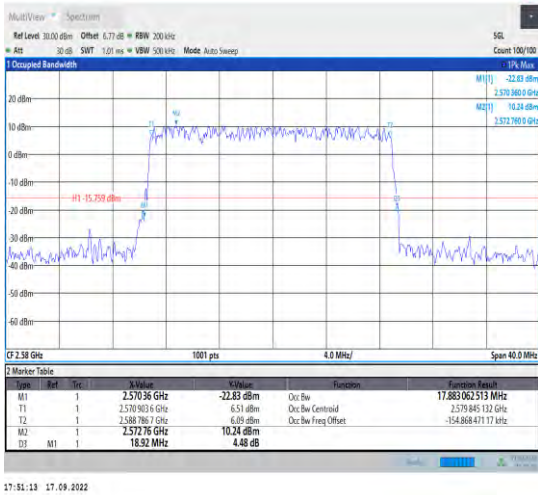 MultiView Spectrum
Ref Level 30.00 dBm Offset 6.77 dB RBW 200 kHz SGL
Att 30 dB SWT 1.01 ms VBW 500 kHz Mode Auto Sweep Count 100/100
1 Occupied Bandwidth 1Pk Max
M1[1] -22.83 dBm
2.570 360 0 GHz
M2[1] 10.24 dBm
2.572 760 0 GHz
20 dBm
T1 M2 T2
10 dBm
0 dBm
-10 dBm
H1 -15.759 dBm
M1 D3
-20 dBm
-30 dBm
-40 dBm
-50 dBm
-60 dBm
CF 2.58 GHz 1001 pts 4.0 MHz/ Span 40.0 MHz
2 Marker Table
Type Ref Trc X-Value Y-Value Function Function Result
M1 1 2.570 36 GHz -22.83 dBm Occ Bw 17.883 062 513 MHz
T1 1 2.570 903 6 GHz 6.51 dBm Occ Bw Centroid 2.579 845 132 GHz
T2 1 2.588 786 7 GHz 6.09 dBm Occ Bw Freq Offset -154.868 471 17 kHz
M2 1 2.572 76 GHz 10.24 dBm
D3 M1 1 18.92 MHz 4.48 dB
17:51:13 17.09.2022